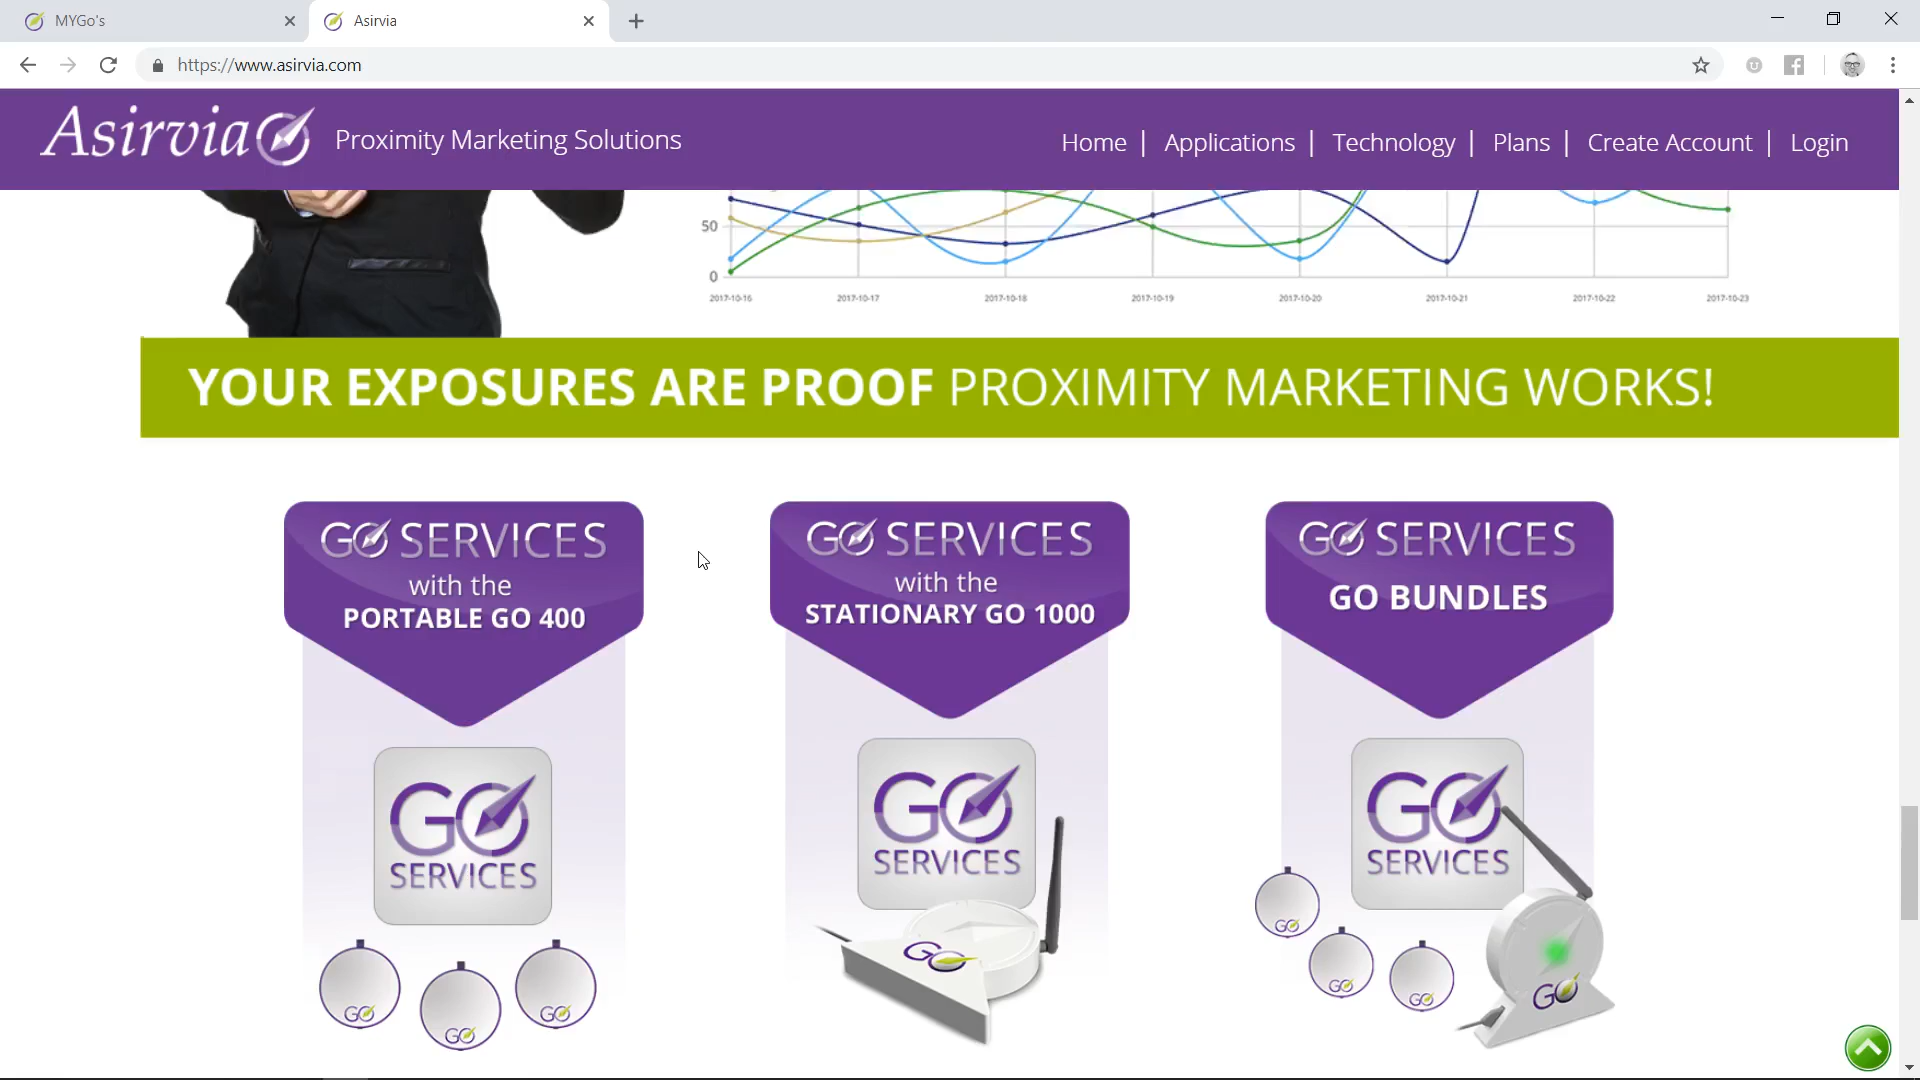 MYGo's
Asirvia
https://www.asirvia.com
Asirvia
Proximity Marketing Solutions
Home | Applications | Technology | Plans | Create Account | Login
50
0
2017-10-16 2017-10-17 2017-10-18 2017-10-19 2017-10-20 2017-10-21 2017-10-22 2017-10-23
YOUR EXPOSURES ARE PROOF PROXIMITY MARKETING WORKS!
GO SERVICES
with the
PORTABLE GO 400
GO
SERVICES
GO
GO
GO
GO SERVICES
with the
STATIONARY GO 1000
GO
SERVICES
GO
GO SERVICES
GO BUNDLES
GO
SERVICES
GO
GO
GO
GO